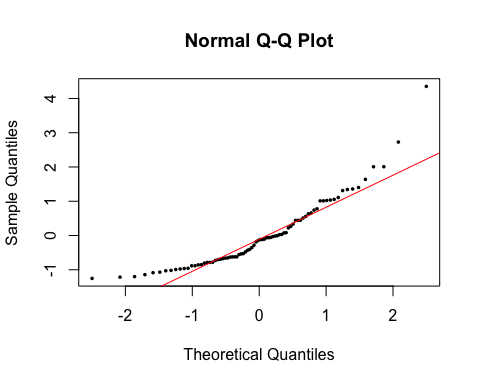 Normal Q-Q Plot
4
3
2
1
0
-1
Sample Quantiles
-2 -1 0 1 2
Theoretical Quantiles